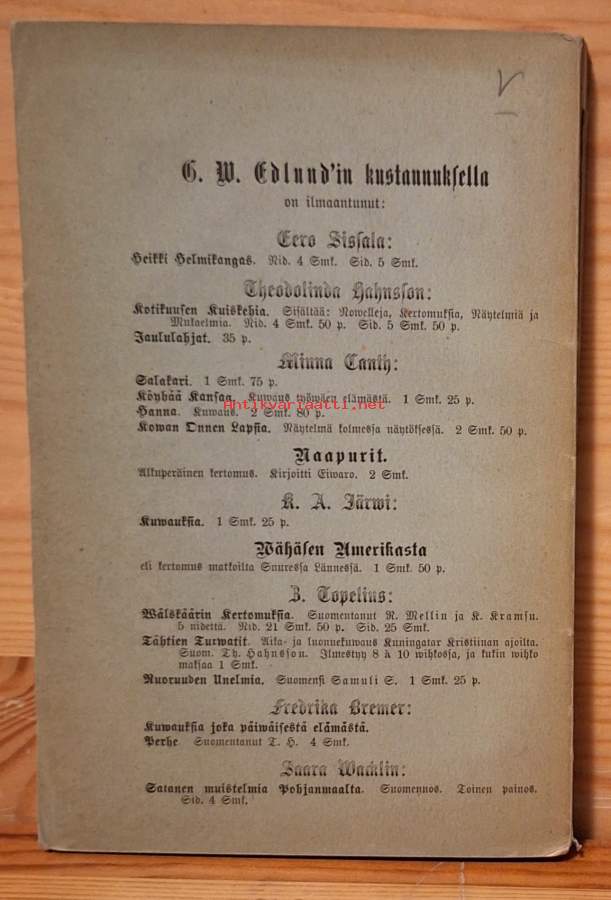 V
G. W. Edlund'in kustannuksella
on ilmaantunut:
Eero Sissala:
Heikki Helmikangas. Nid. 4 Smk. Sid. 5 Smk.
Theodolinda Hahnsson:
Kotikuusen Kuiskehia. Sisältää: Nowelleja, Kertomuksia, Näytelmiä ja
Mukaelmia. Nid. 4 Smk. 50 p. Sid. 5 Smk. 50 p.
Jaululahjat. 35 p.
Minna Canth:
Salakari. 1 Smk. 75 p.
Köyhää Kansaa. Kuwaus työwäen elämästä. 1 Smk. 25 p.
Antikvariaatti.net
Hanna. Kuwaus. 2 Smk. 80 p.
Kowan Onnen Lapsia. Näytelmä kolmessa näytöksessä. 2 Smk. 50 p.
Naapurit.
Alkuperäinen kertomus. Kirjoitti Eiwaro. 2 Smk.
K. A. Järwi:
Kuwauksia. 1 Smk. 25 p.
Wähäsen Amerikasta
eli kertomus matkoilta Suuressa Lännessä. 1 Smk. 50 p.
Z. Topelius:
Wälskäärin Kertomuksia. Suomentanut R. Mellin ja K. Kramsu.
5 nidettä. Nid. 21 Smk. 50 p. Sid. 25 Smk.
Tähtien Turwatit. Aika- ja luonnekuwaus Kuningatar Kristiinan ajoilta.
Suom. Th. Hahnsson. Ilmestyy 8 à 10 wihkossa, ja kukin wihko
maksaa 1 Smk.
Nuoruuden Unelmia. Suomensi Samuli S. 1 Smk. 25 p.
Fredrika Bremer:
Kuwauksia joka päiwäisestä elämästä.
Perhe Suomentanut T. H. 4 Smk.
Saara Wacklin:
Satanen muistelmia Pohjanmaalta. Suomennos. Toinen painos.
Sid. 4 Smk.